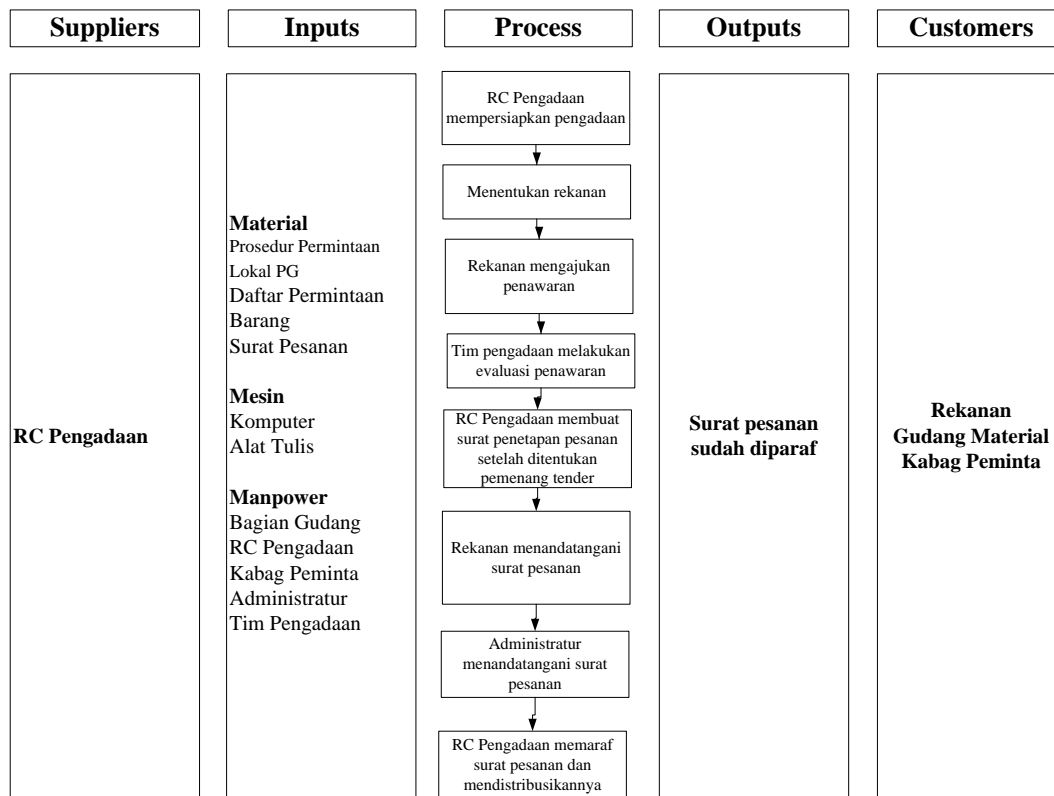 Suppliers
Inputs
Process
Outputs
Customers
RC Pengadaan
Material
Prosedur Permintaan
Lokal PG
Daftar Permintaan
Barang
Surat Pesanan
Mesin
Komputer
Alat Tulis
Manpower
Bagian Gudang
RC Pengadaan
Kabag Peminta
Administratur
Tim Pengadaan
RC Pengadaan
mempersiapkan pengadaan
Menentukan rekanan
Rekanan mengajukan
penawaran
Tim pengadaan melakukan
evaluasi penawaran
RC Pengadaan membuat
surat penetapan pesanan
setelah ditentukan
pemenang tender
Rekanan menandatangani
surat pesanan
Administratur
menandatangani surat
pesanan
RC Pengadaan memaraf
surat pesanan dan
mendistribusikannya
Surat pesanan
sudah diparaf
Rekanan
Gudang Material
Kabag Peminta